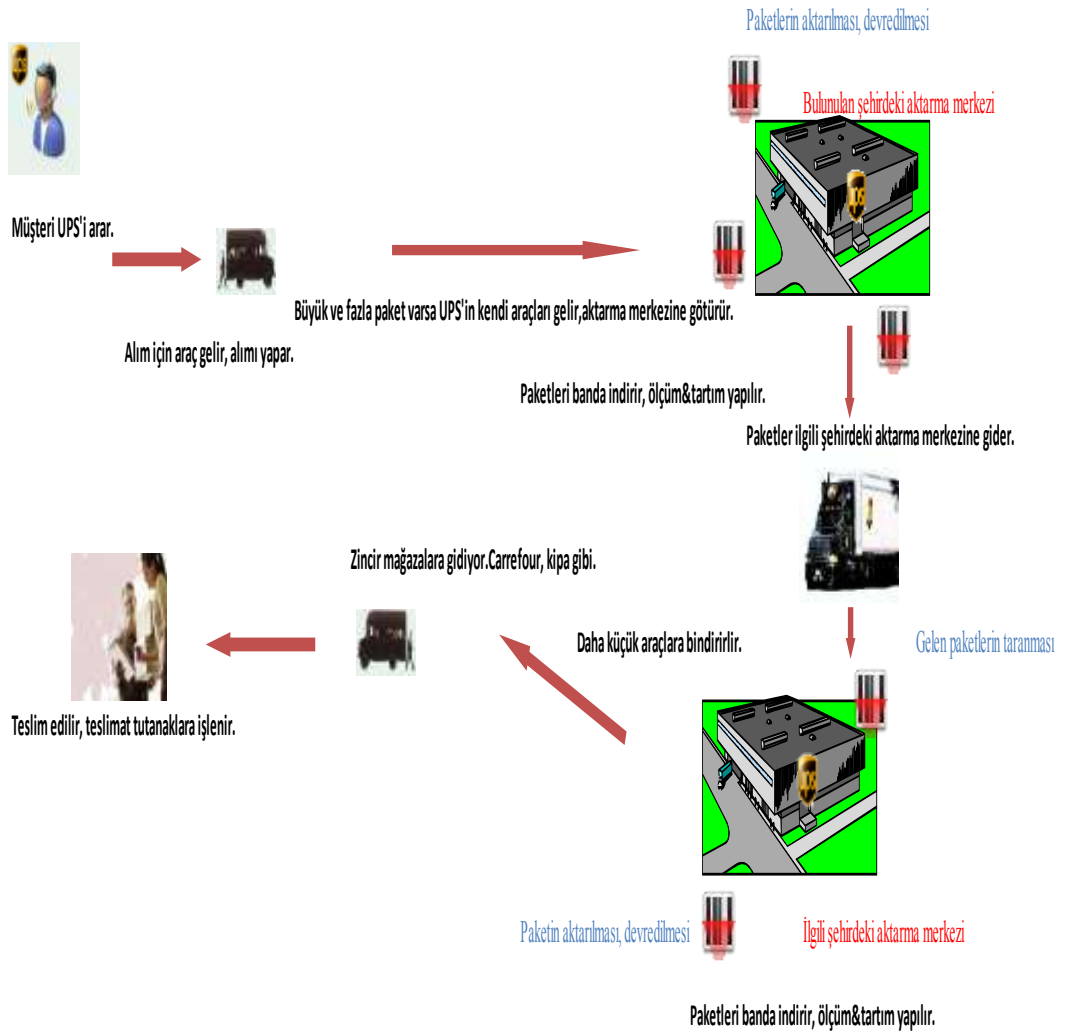 Paketlerin aktarılması, devredilmesi
Bulunulan şehirdeki aktarma merkezi
Müşteri UPS'i arar.
Büyük ve fazla paket varsa UPS'in kendi araçları gelir,aktarma merkezine götürür.
Alım için araç gelir, alımı yapar.
Paketleri banda indirir, ölçüm&tartım yapılır.
Paketler ilgili şehirdeki aktarma merkezine gider.
Zincir mağazalara gidiyor.Carrefour, kipa gibi.
Daha küçük araçlara bindirirlir.
Gelen paketlerin taranması
Teslim edilir, teslimat tutanaklara işlenir.
Paketin aktarılması, devredilmesi
İlgili şehirdeki aktarma merkezi
Paketleri banda indirir, ölçüm&tartım yapılır.